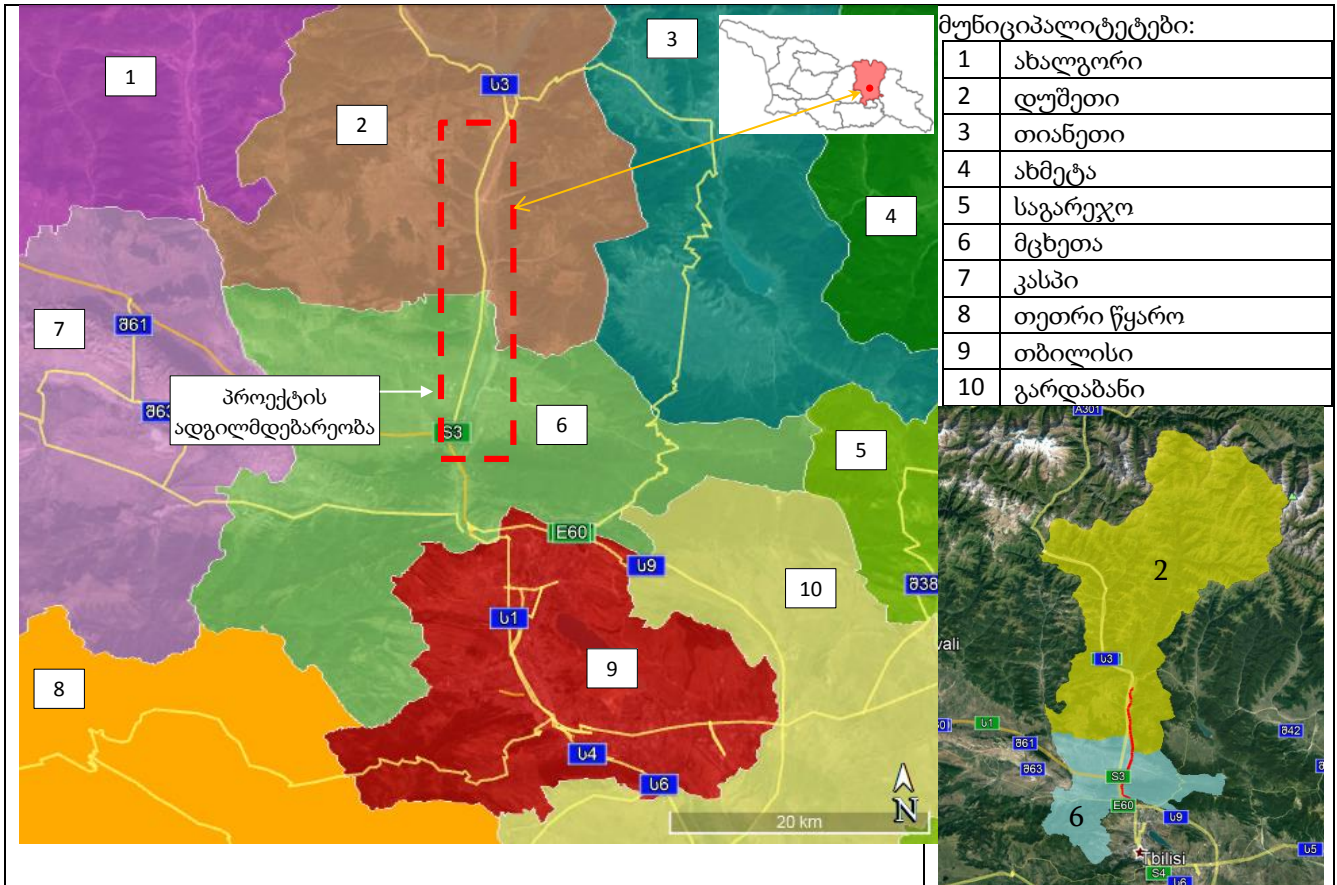 1
2
3
4
5
6
7
8
9
10
ს3
შ61
შ63
S3
E60
ს9
შ38
ს1
ს4
ს6
პროექტის
ადგილმდებარეობა
20 km
N
მუნიციპალიტეტები:
1 ახალგორი
2 დუშეთი
3 თიანეთი
4 ახმეტა
5 საგარეჯო
6 მცხეთა
7 კასპი
8 თეთრი წყარო
9 თბილისი
10 გარდაბანი
A301
2
vali
ს3
ს1
შ61
შ42
შ63
S3
E60
6
ს9
Tbilisi
ს5
S4
ს6